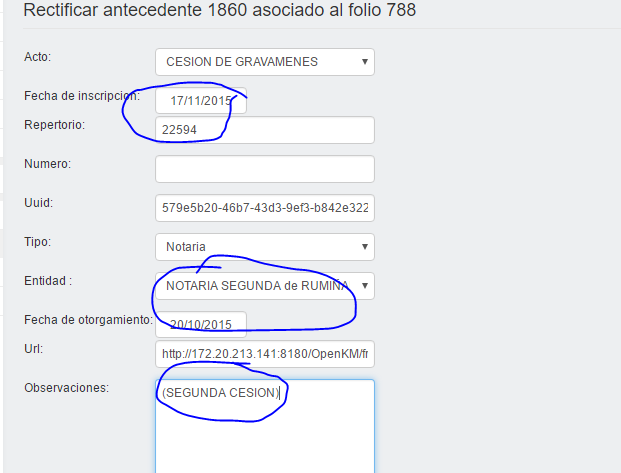 Rectificar antecedente 1860 asociado al folio 788
Acto: CESION DE GRAVAMENES
Fecha de inscripcion: 17/11/2015
Repertorio: 22594
Numero:
Uuid: 579e5b20-46b7-43d3-9ef3-b842e322
Tipo: Notaria
Entidad : NOTARIA SEGUNDA de RUMIÑA
Fecha de otorgamiento: 20/10/2015
Url: http://172.20.213.141:8180/OpenKM/fr
Observaciones: (SEGUNDA CESION)